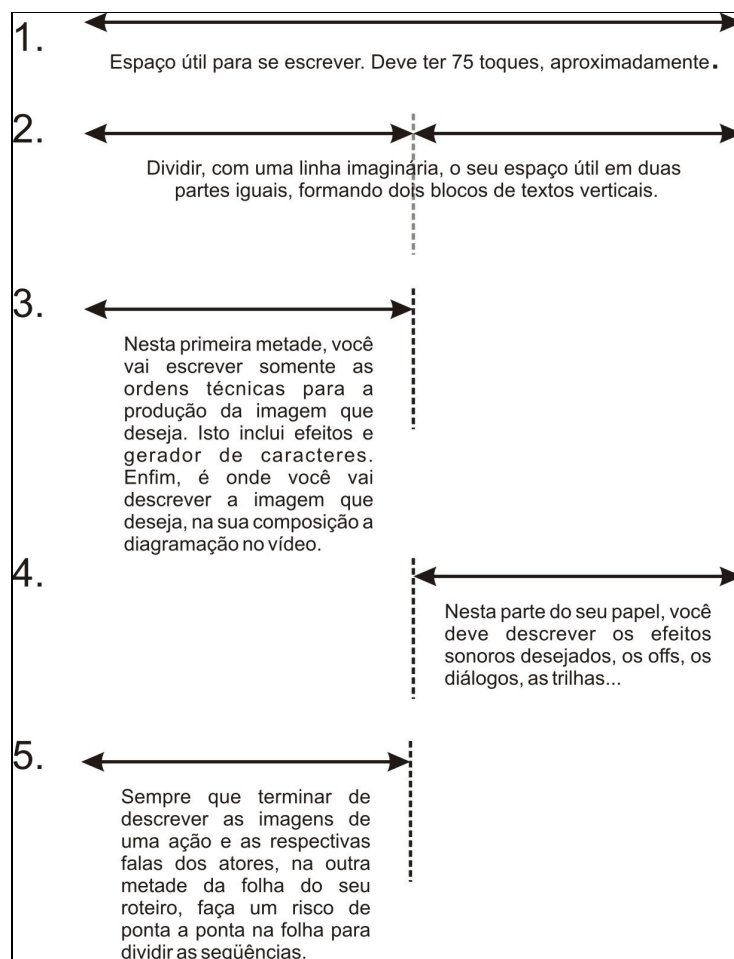 1.
Espaço útil para se escrever. Deve ter 75 toques, aproximadamente.
2.
Dividir, com uma linha imaginária, o seu espaço útil em duas
partes iguais, formando dois blocos de textos verticais.
3.
Nesta primeira metade, você
vai escrever somente as
ordens técnicas para a
produção da imagem que
deseja. Isto inclui efeitos e
gerador de caracteres.
Enfim, é onde você vai
descrever a imagem que
deseja, na sua composição a
diagramação no vídeo.
4.
Nesta parte do seu papel, você
deve descrever os efeitos
sonoros desejados, os offs, os
diálogos, as trilhas...
5.
Sempre que terminar de
descrever as imagens de
uma ação e as respectivas
falas dos atores, na outra
metade da folha do seu
roteiro, faça um risco de
ponta a ponta na folha para
dividir as seqüências.